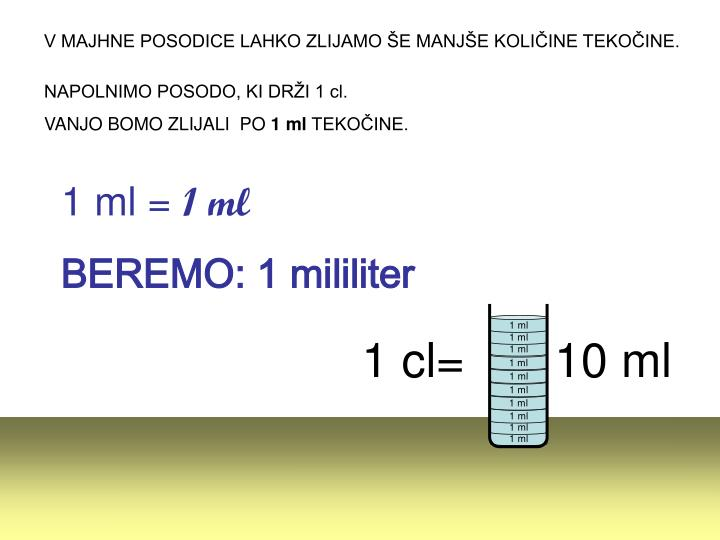 V MAJHNE POSODICE LAHKO ZLIJAMO ŠE MANJŠE KOLIČINE TEKOČINE.
NAPOLNIMO POSODO, KI DRŽI 1 cl.
VANJO BOMO ZLIJALI PO 1 ml TEKOČINE.
1 ml = 1 ml
BEREMO: 1 mililiter
1 cl= 10 ml
1 ml
1 ml
1 ml
1 ml
1 ml
1 ml
1 ml
1 ml
1 ml
1 ml